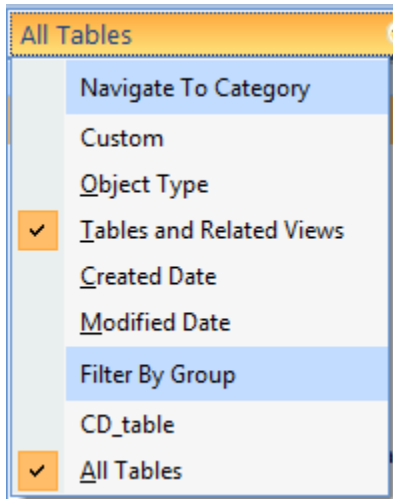 All Tables
Navigate To Category
Custom
Object Type
Tables and Related Views
Created Date
Modified Date
Filter By Group
CD_table
All Tables